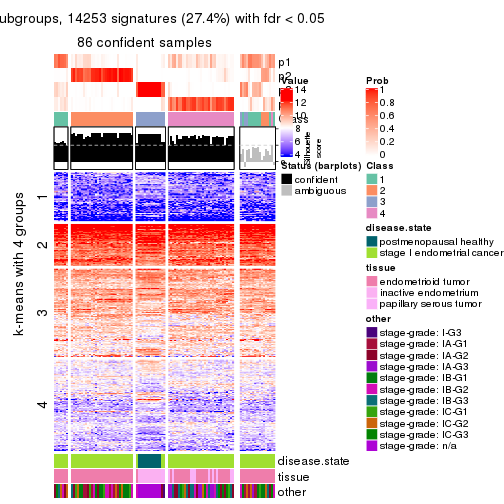 ubgroups, 14253 signatures (27.4%) with fdr < 0.05
86 confident samples
p1
p2
Class
Silhouette
score
k-means with 4 groups
1
2
3
4
disease.state
tissue
other
Value
14
12
10
8
6
4
Status (barplots)
confident
ambiguous
Prob
1
0.8
0.6
0.4
0.2
0
Class
1
2
3
4
disease.state
postmenopausal healthy
stage I endometrial cancer
tissue
endometrioid tumor
inactive endometrium
papillary serous tumor
other
stage-grade: I-G3
stage-grade: IA-G1
stage-grade: IA-G2
stage-grade: IA-G3
stage-grade: IB-G1
stage-grade: IB-G2
stage-grade: IB-G3
stage-grade: IC-G1
stage-grade: IC-G2
stage-grade: IC-G3
stage-grade: n/a